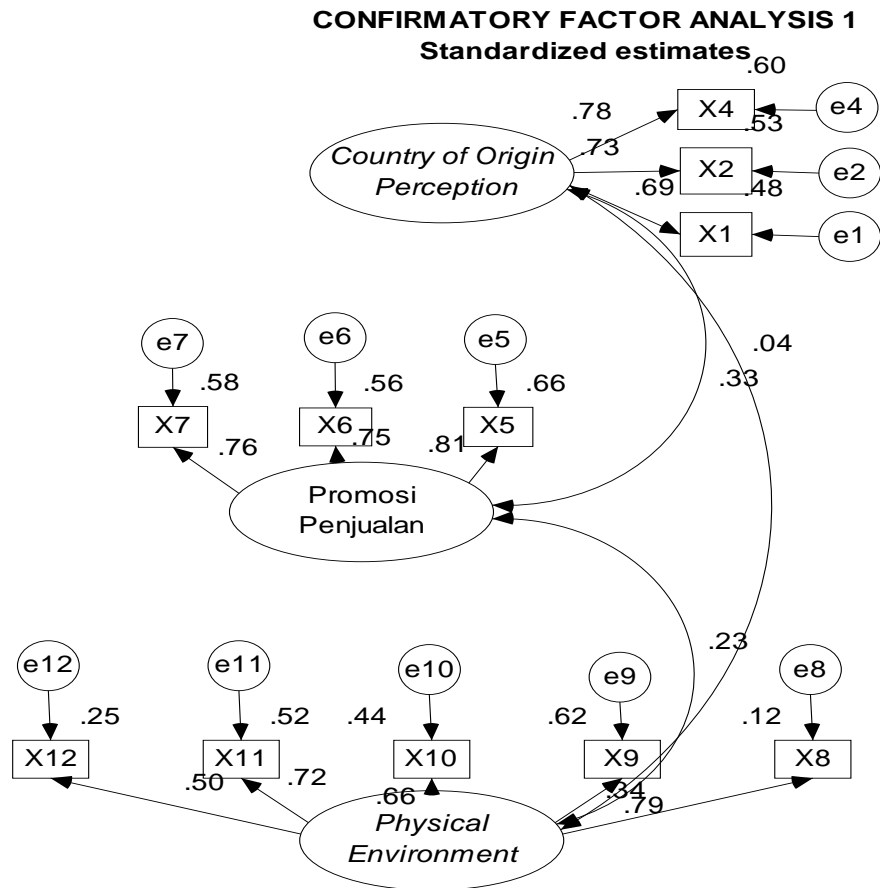 CONFIRMATORY FACTOR ANALYSIS 1
Standardized estimates
.60
.78 X4 e4
.53
.73
Country of Origin
Perception
X2 e2
.69 .48
X1 e1
.04
.33
e7 e6 e5
.58 .56 .66
X7 X6 X5
.76 .75 .81
Promosi
Penjualan
.23
e12 e11 e10 e9 e8
.25 .52 .44 .62 .12
X12 X11 X10 X9 X8
.50 .72 .66 .34 .79
Physical
Environment